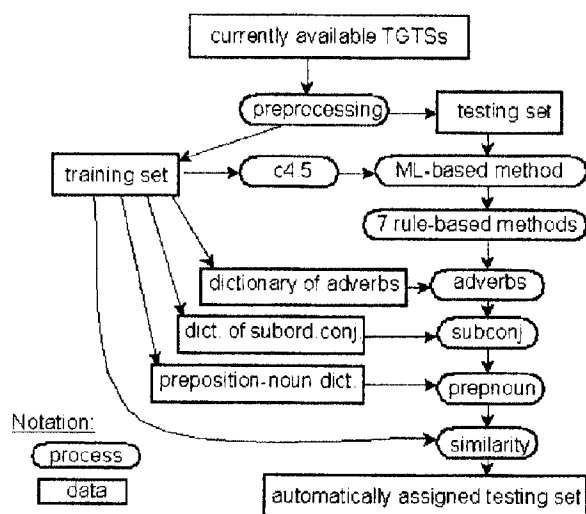 currently available TGTSs
preprocessing
testing set
training set
c4.5
ML-based method
7 rule-based methods
dictionary of adverbs
adverbs
dict. of subord.conj.
subconj
preposition-noun dict.
prepnoun
Notation:
similarity
process
data
automatically assigned testing set